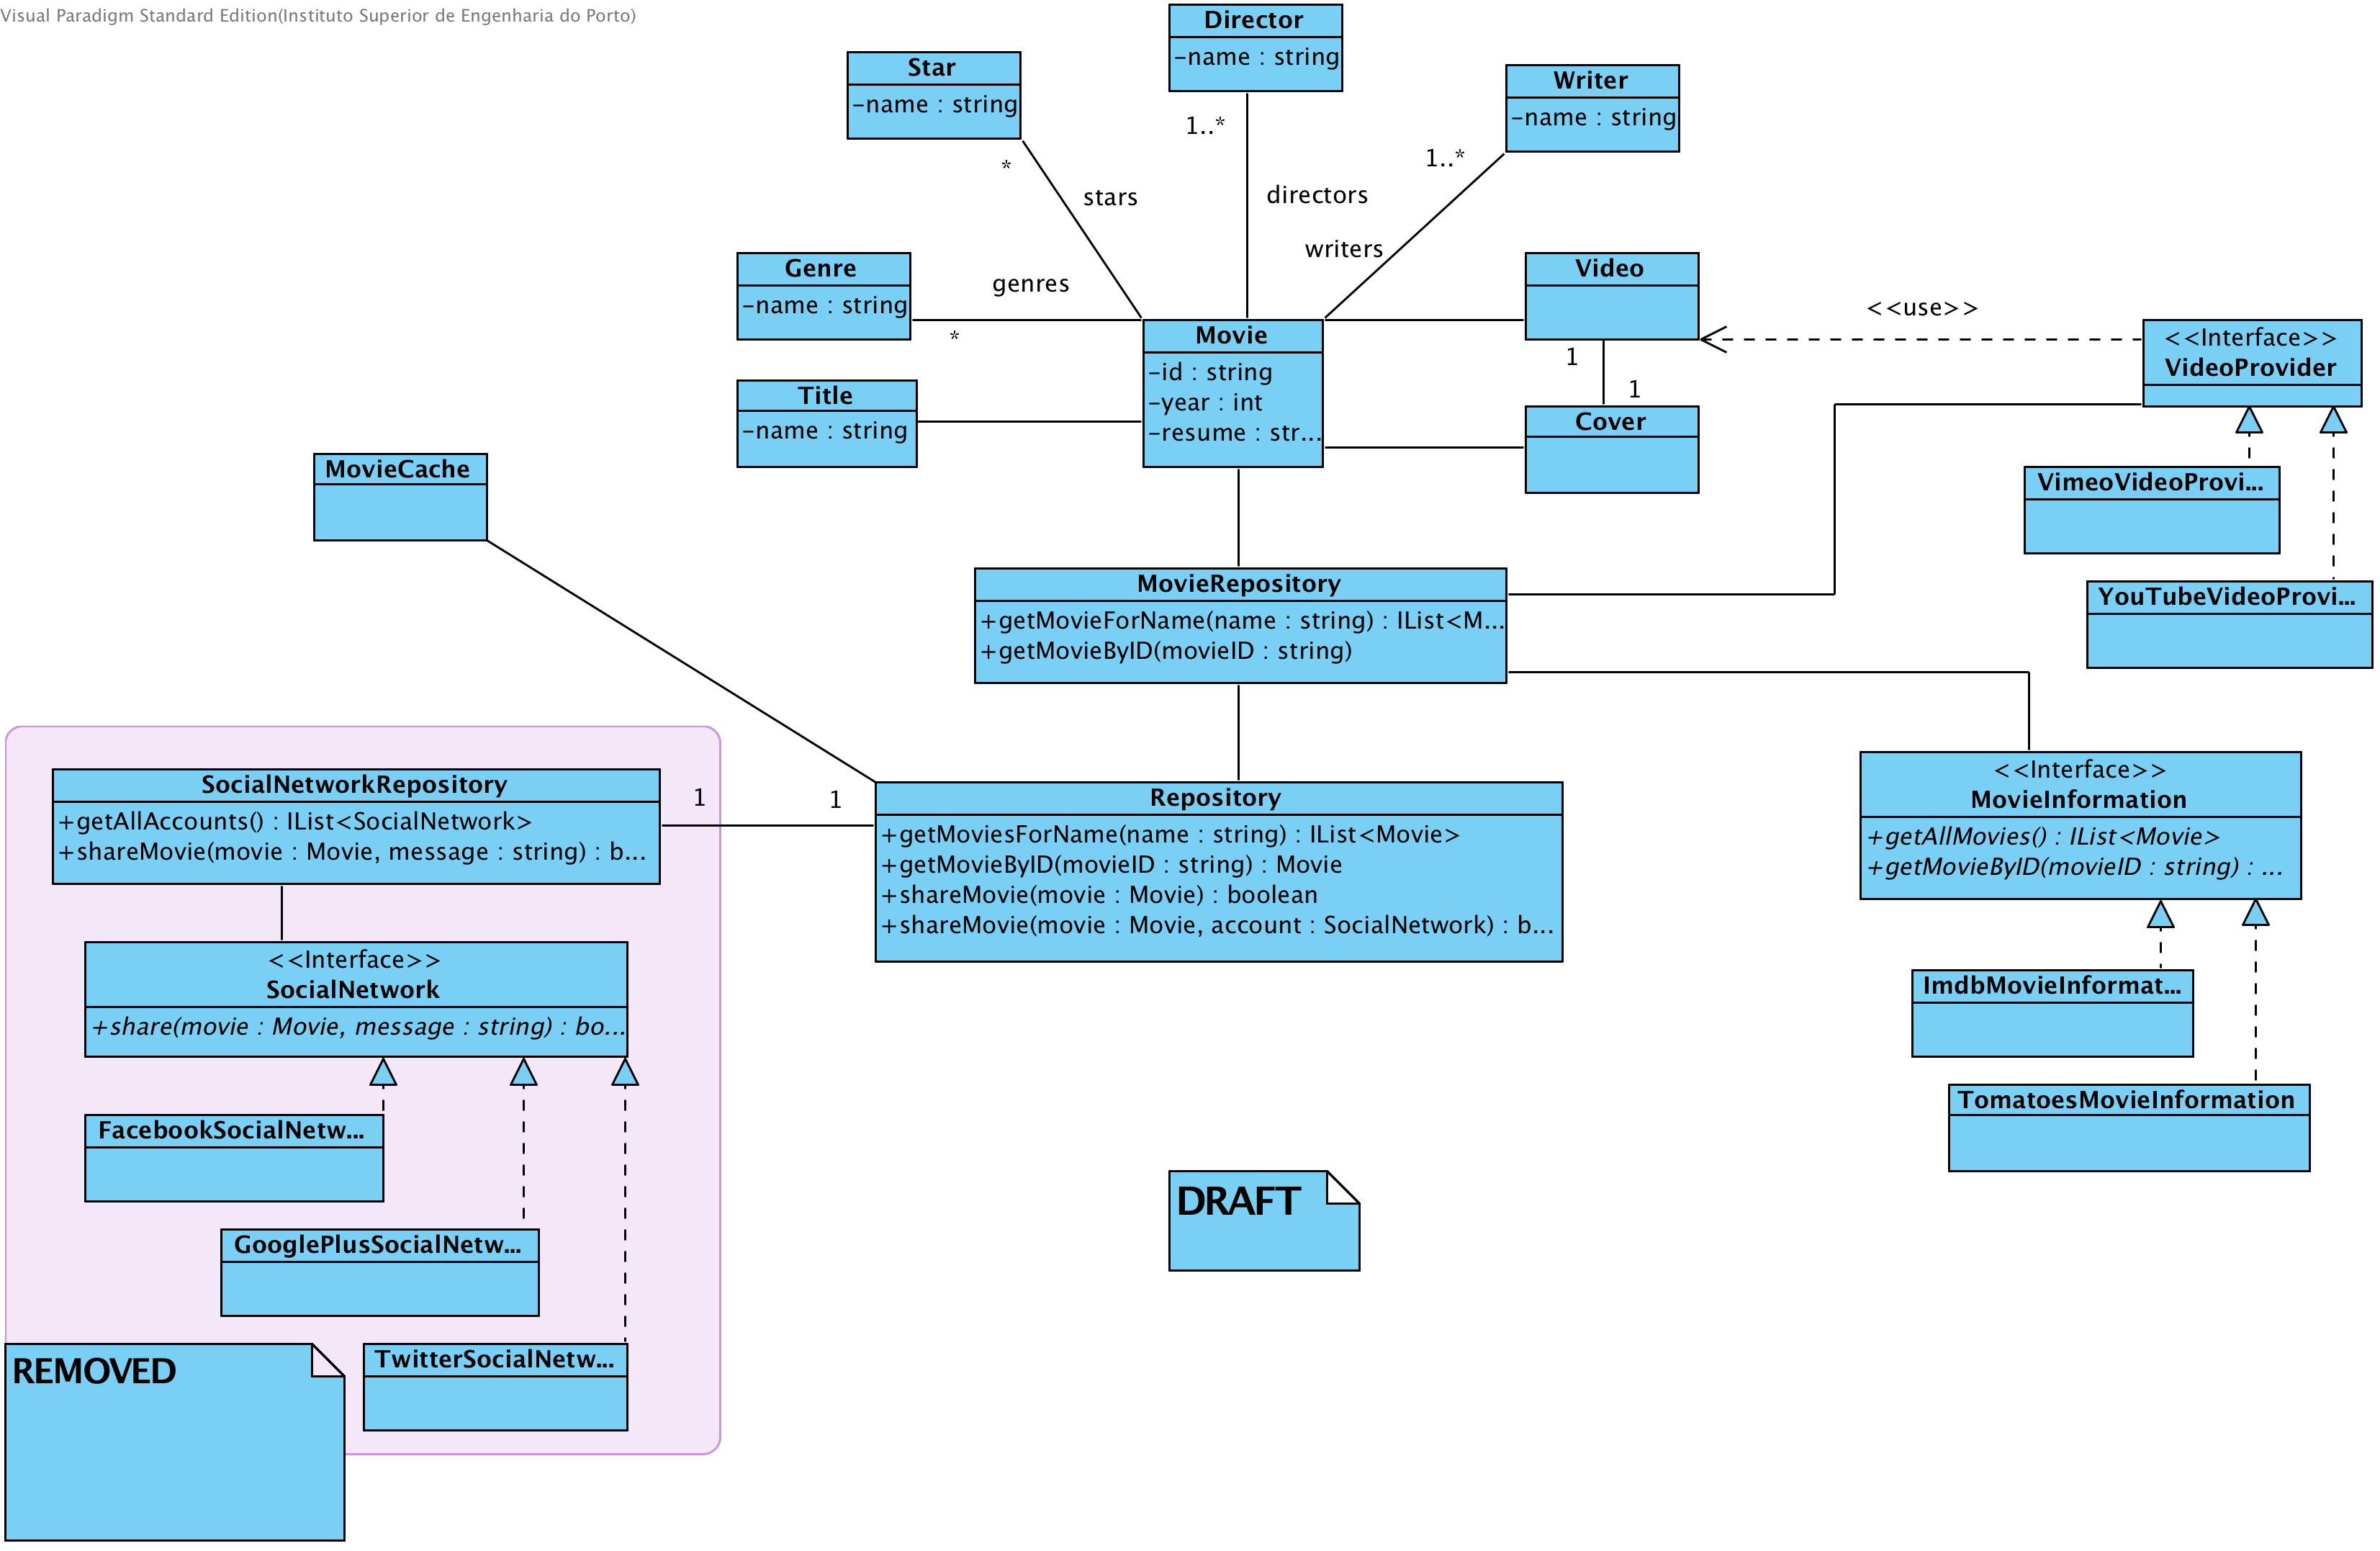 Visual Paradigm Standard Edition(Instituto Superior de Engenharia do Porto)
Director
-name : string
Star
-name : string
Writer
-name : string
1..*
*
1..*
stars
directors
writers
Genre
-name : string
genres
*
Video
<<use>>
<<Interface>>
VideoProvider
Movie
-id : string
-year : int
-resume : str...
1
1
Title
-name : string
Cover
MovieCache
VimeoVideoProvi...
YouTubeVideoProvi...
MovieRepository
+getMovieForName(name : string) : IList<M...
+getMovieByID(movieID : string)
SocialNetworkRepository
+getAllAccounts() : IList<SocialNetwork>
+shareMovie(movie : Movie, message : string) : b...
1
1
Repository
+getMoviesForName(name : string) : IList<Movie>
+getMovieByID(movieID : string) : Movie
+shareMovie(movie : Movie) : boolean
+shareMovie(movie : Movie, account : SocialNetwork) : b...
<<Interface>>
MovieInformation
+getAllMovies() : IList<Movie>
+getMovieByID(movieID : string) : ...
<<Interface>>
SocialNetwork
+share(movie : Movie, message : string) : bo...
ImdbMovieInformat...
TomatoesMovieInformation
FacebookSocialNetw...
GooglePlusSocialNetw...
TwitterSocialNetw...
DRAFT
REMOVED